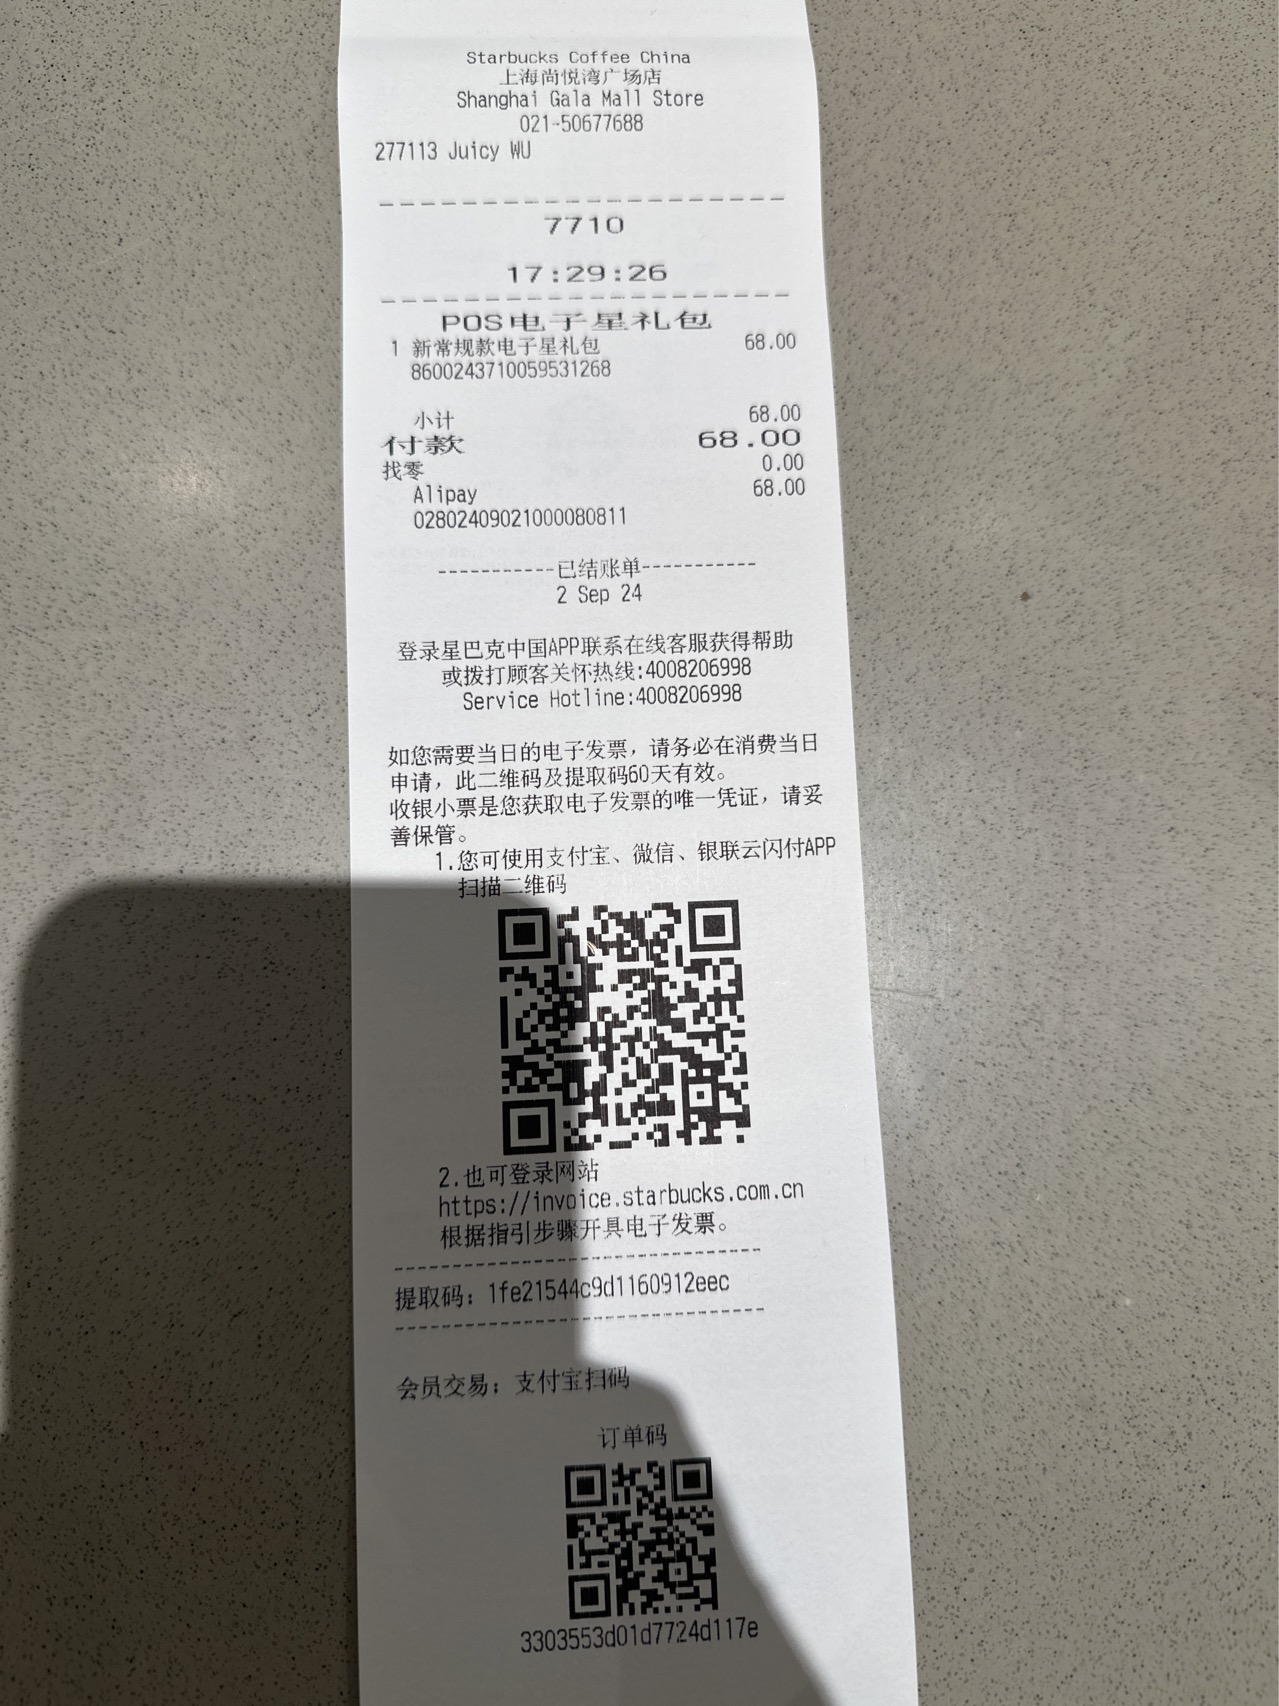 Starbucks Coffee China
上海尚悦湾广场店
Shanghai Gala Mall Store
021-50677688
277113 Juicy WU
7710
17:29:26
POS电子星礼包
1 新常规款电子星礼包 68.00
8600243710059531268
小计 68.00
付款 68.00
找零 0.00
Alipay 68.00
02802409021000080811
-----------已结账单-----------
2 Sep 24
登录星巴克中国APP联系在线客服获得帮助
或拨打顾客关怀热线:4008206998
Service Hotline:4008206998
如您需要当日的电子发票，请务必在消费当日
申请，此二维码及提取码60天有效。
收银小票是您获取电子发票的唯一凭证，请妥
善保管。
1.您可使用支付宝、微信、银联云闪付APP
扫描二维码
2.也可登录网站
https://invoice.starbucks.com.cn
根据指引步骤开具电子发票。
提取码：1fe21544c9d1160912eec
会员交易：支付宝扫码
订单码
3303553d01d7724d117e